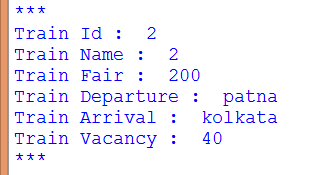 ***
Train Id :  2
Train Name :  2
Train Fair :  200
Train Departure :  patna
Train Arrival :  kolkata
Train Vacancy :  40
***